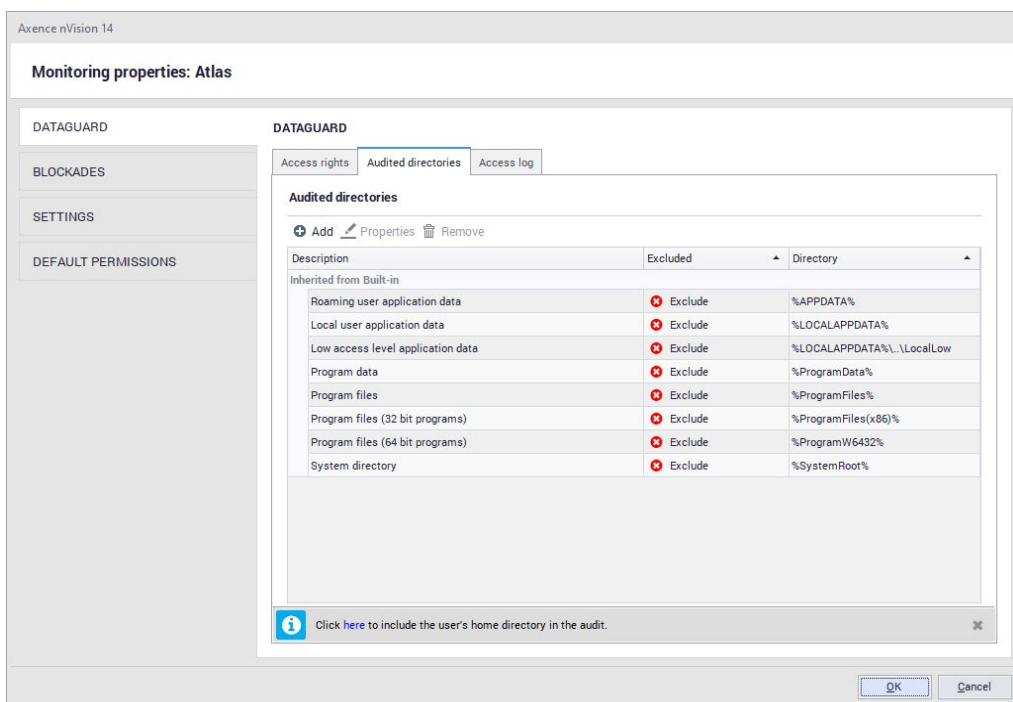 Axence nVision 14
Monitoring properties: Atlas
DATAGUARD
BLOCKADES
SETTINGS
DEFAULT PERMISSIONS
DATAGUARD
Access rights Audited directories Access log
Audited directories
Add Properties Remove
Description Excluded Directory
Inherited from Built-in
Roaming user application data Exclude %APPDATA%
Local user application data Exclude %LOCALAPPDATA%
Low access level application data Exclude %LOCALAPPDATA%\..\LocalLow
Program data Exclude %ProgramData%
Program files Exclude %ProgramFiles%
Program files (32 bit programs) Exclude %ProgramFiles(x86)%
Program files (64 bit programs) Exclude %ProgramW6432%
System directory Exclude %SystemRoot%
Click here to include the user's home directory in the audit.
OK Cancel